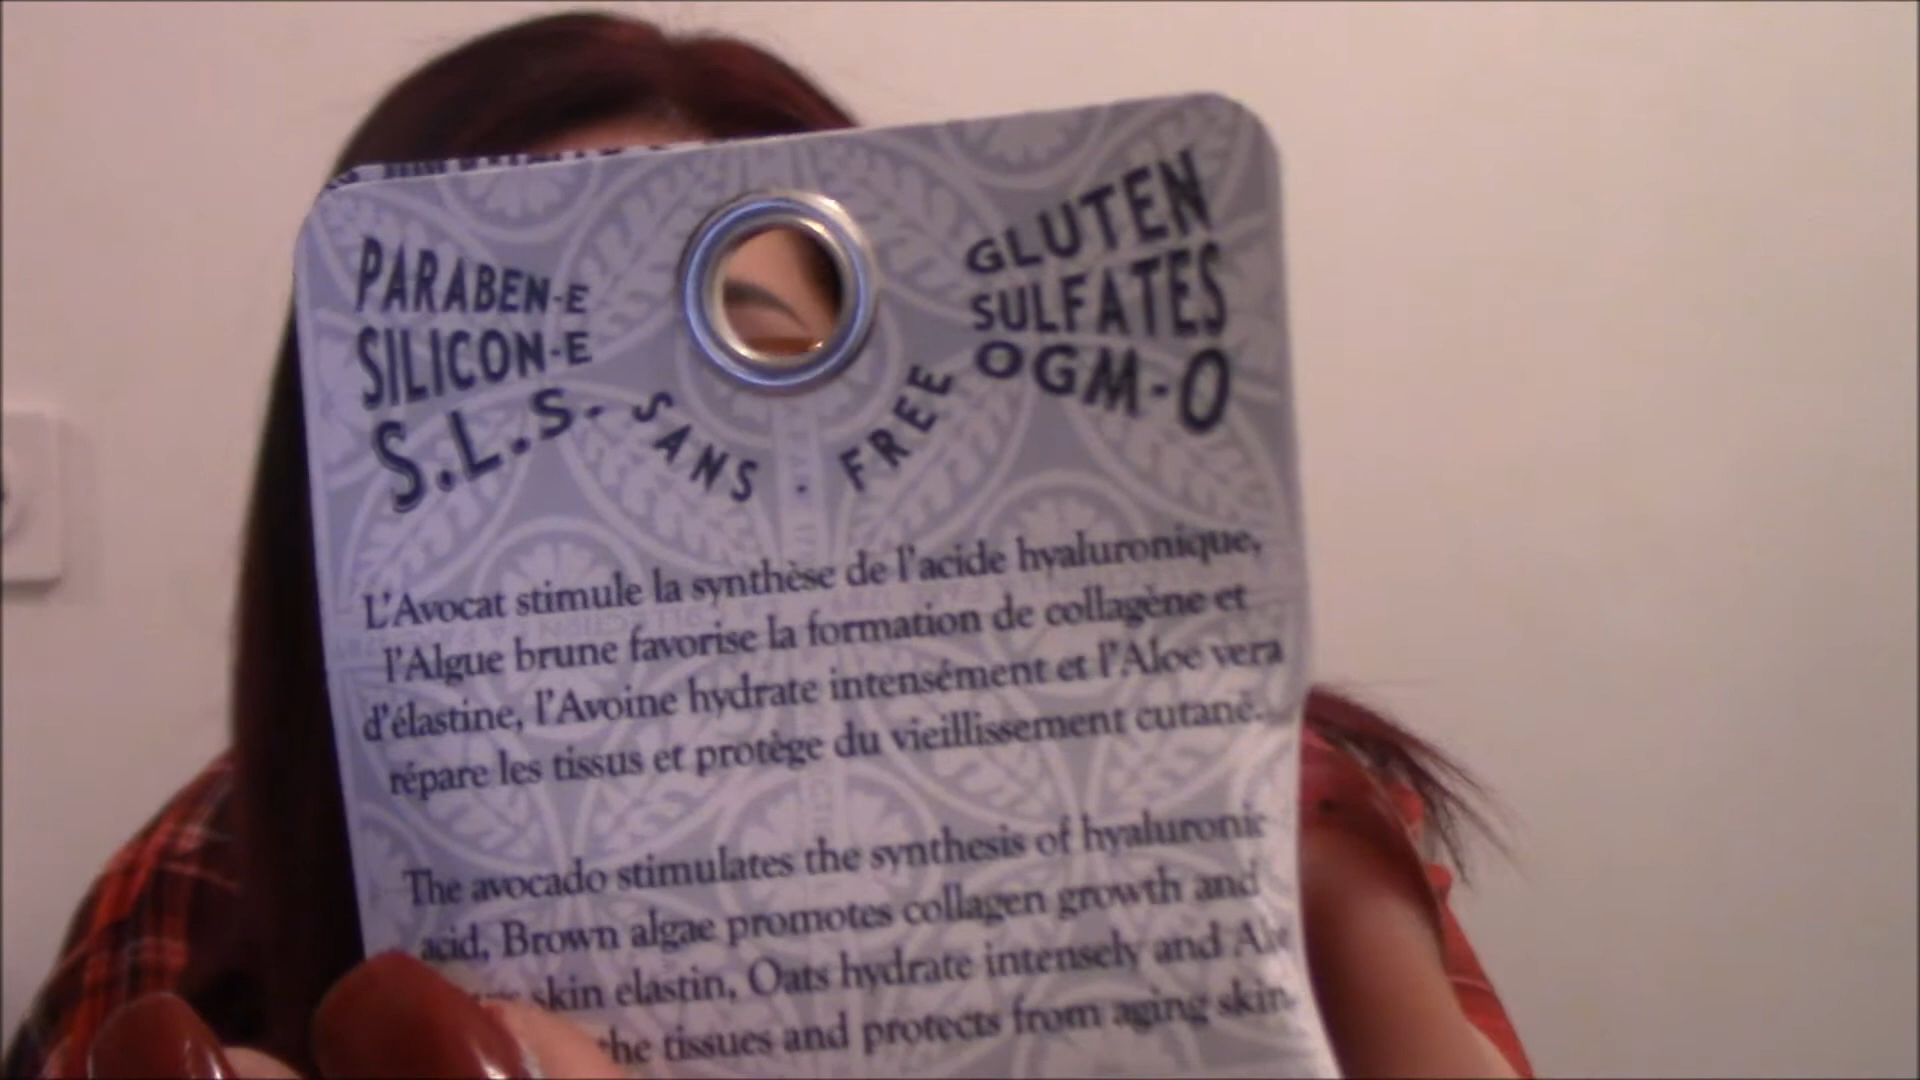 PARABEN-E
SILICON-E
S.L.S. SANS . FREE
GLUTEN
SULFATES
OGM-O
L'Avocat stimule la synthèse de l'acide hyaluronique,
l'Algue brune favorise la formation de collagène et
d'élastine, l'Avoine hydrate intensément et l'Aloe vera
répare les tissus et protège du vieillissement cutané.
The avocado stimulates the synthesis of hyaluronic
acid, Brown algae promotes collagen growth and
skin elastin, Oats hydrate intensely and
the tissues and protects from aging skin.